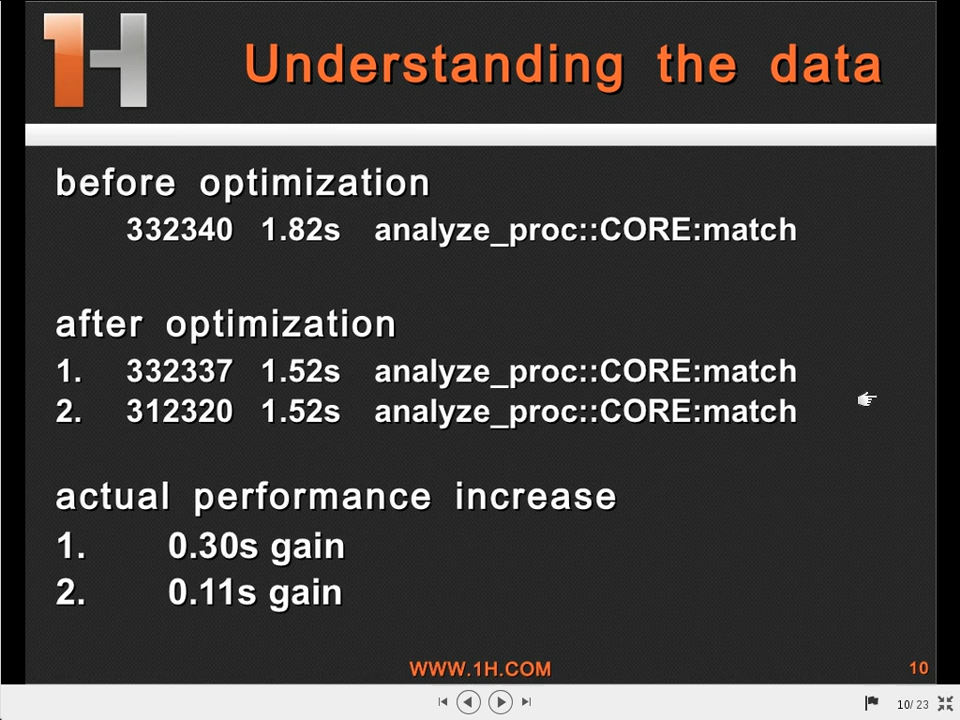 1H
Understanding the data
before optimization
332340 1.82s analyze_proc::CORE:match
after optimization
1. 332337 1.52s analyze_proc::CORE:match
2. 312320 1.52s analyze_proc::CORE:match
actual performance increase
1. 0.30s gain
2. 0.11s gain
WWW.1H.COM
10
10/ 23